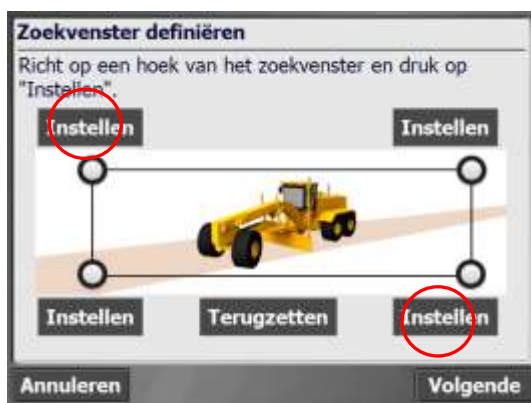 Zoekvenster definiëren
Richt op een hoek van het zoekvenster en druk op
"Instellen".
Instellen Instellen
Instellen Terugzetten Instellen
Annuleren Volgende